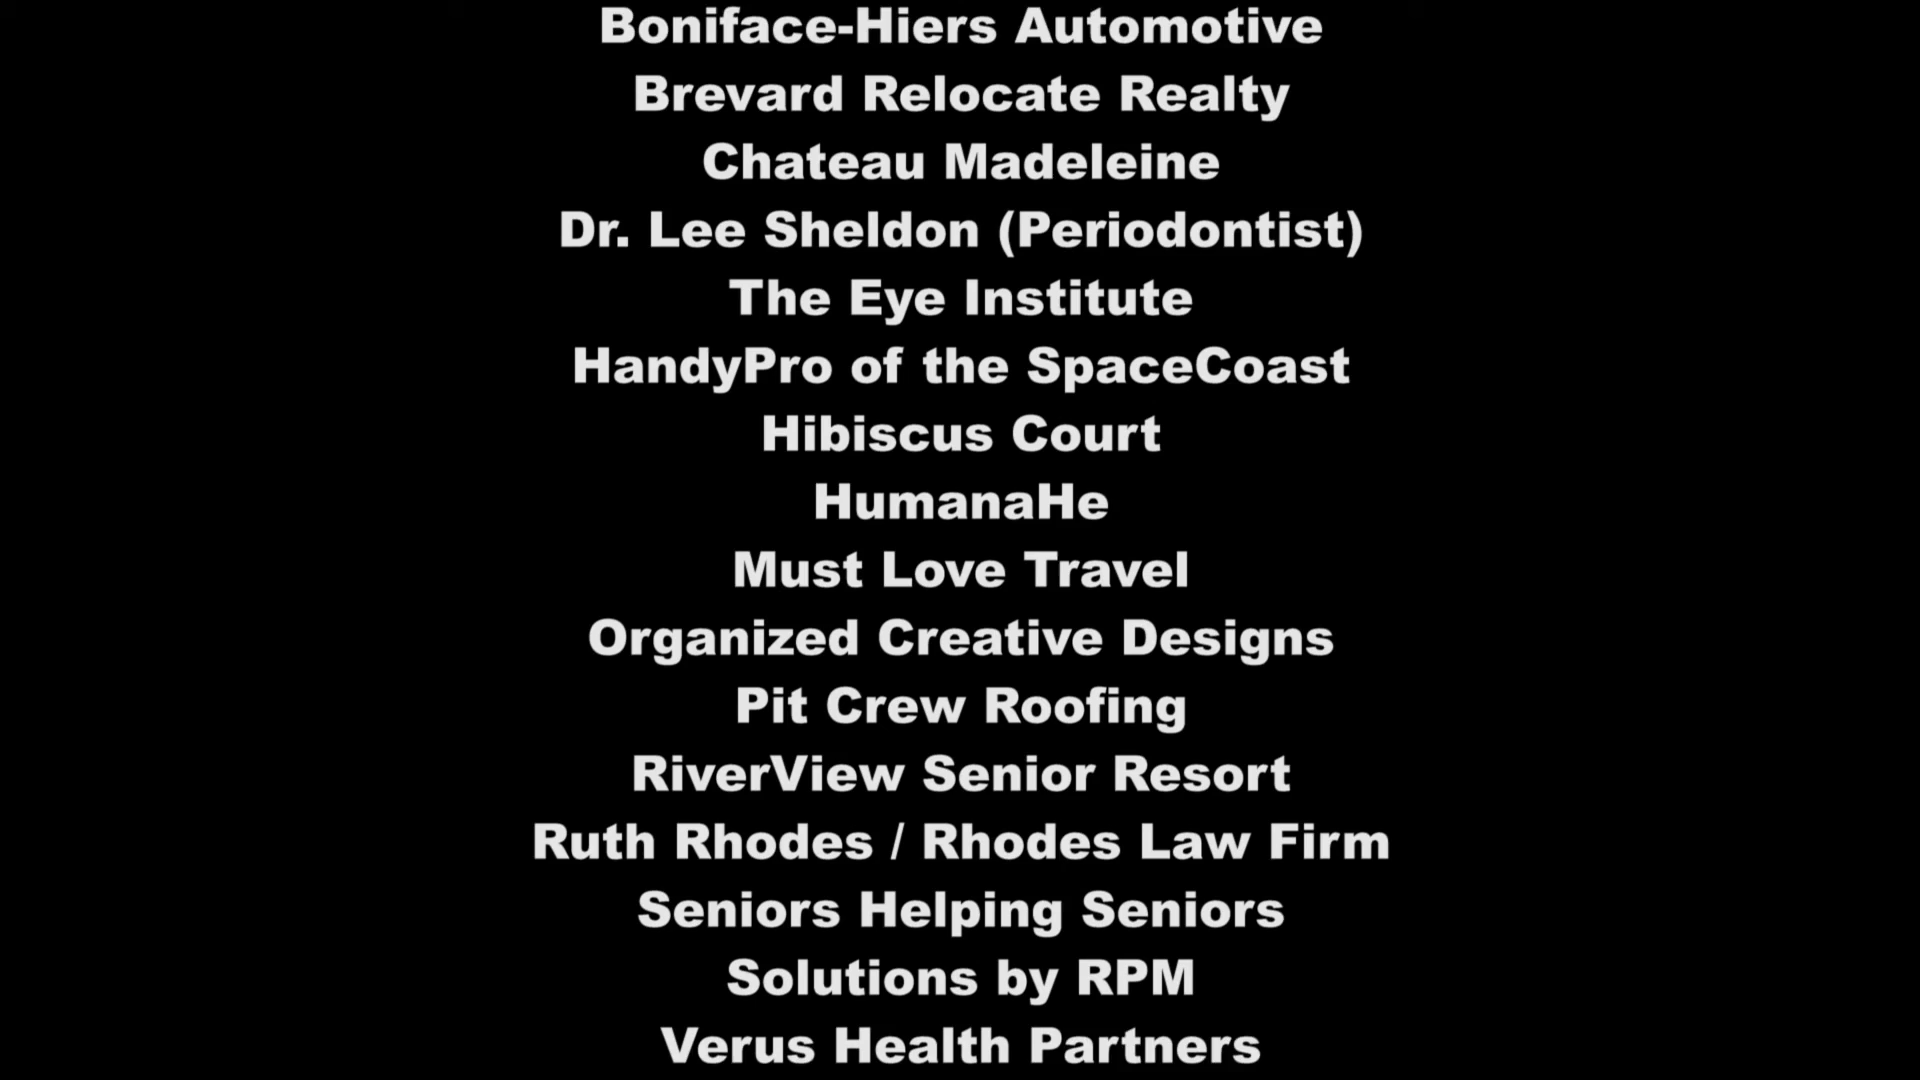 Boniface-Hiers Automotive
Brevard Relocate Realty
Chateau Madeleine
Dr. Lee Sheldon (Periodontist)
The Eye Institute
HandyPro of the SpaceCoast
Hibiscus Court
HumanaHe
Must Love Travel
Organized Creative Designs
Pit Crew Roofing
RiverView Senior Resort
Ruth Rhodes / Rhodes Law Firm
Seniors Helping Seniors
Solutions by RPM
Verus Health Partners